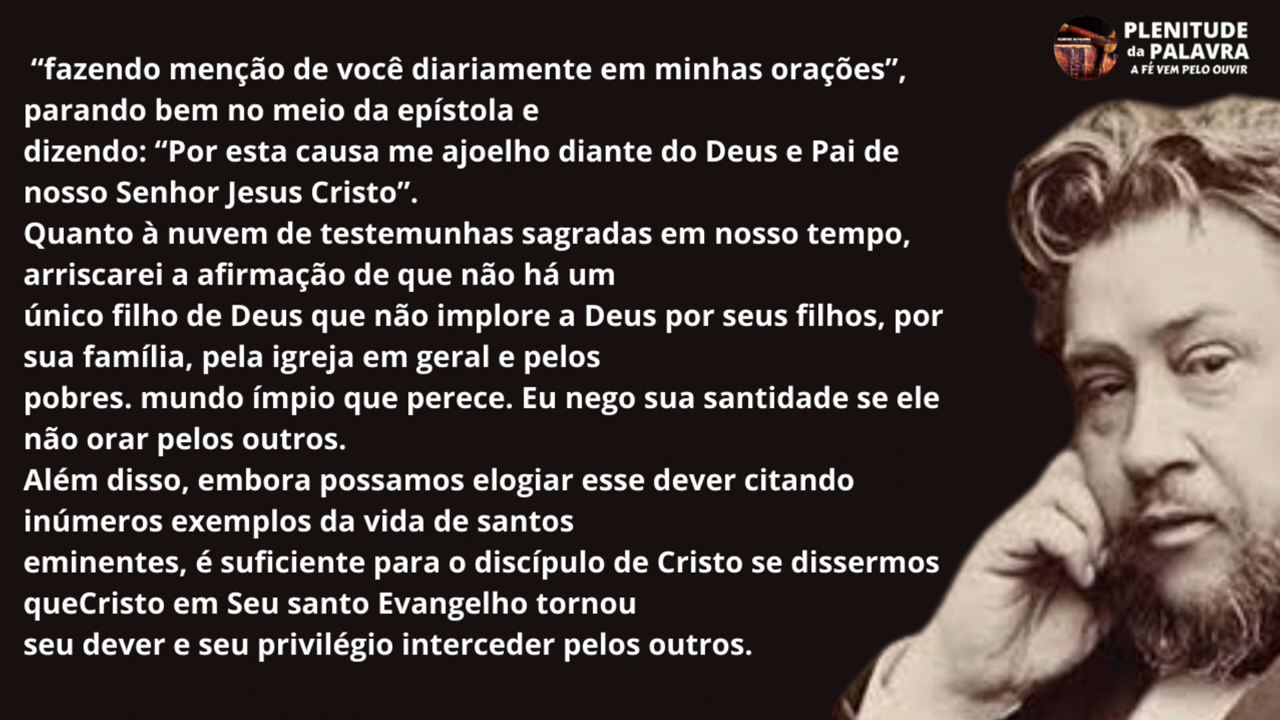 PLENITUDE
da PALAVRA
A FÉ VEM PELO OUVIR
“fazendo menção de você diariamente em minhas orações”,
parando bem no meio da epístola e
dizendo: “Por esta causa me ajoelho diante do Deus e Pai de
nosso Senhor Jesus Cristo”.
Quanto à nuvem de testemunhas sagradas em nosso tempo,
arriscarei a afirmação de que não há um
único filho de Deus que não implore a Deus por seus filhos, por
sua família, pela igreja em geral e pelos
pobres. mundo ímpio que perece. Eu nego sua santidade se ele
não orar pelos outros.
Além disso, embora possamos elogiar esse dever citando
inúmeros exemplos da vida de santos
eminentes, é suficiente para o discípulo de Cristo se dissermos
queCristo em Seu santo Evangelho tornou
seu dever e seu privilégio interceder pelos outros.